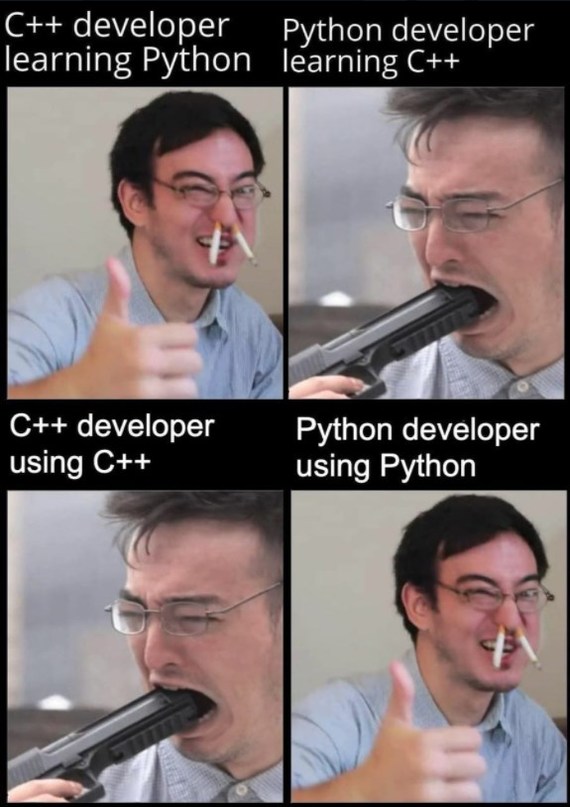 C++ developer
learning Python
Python developer
learning C++
C++ developer
using C++
Python developer
using Python